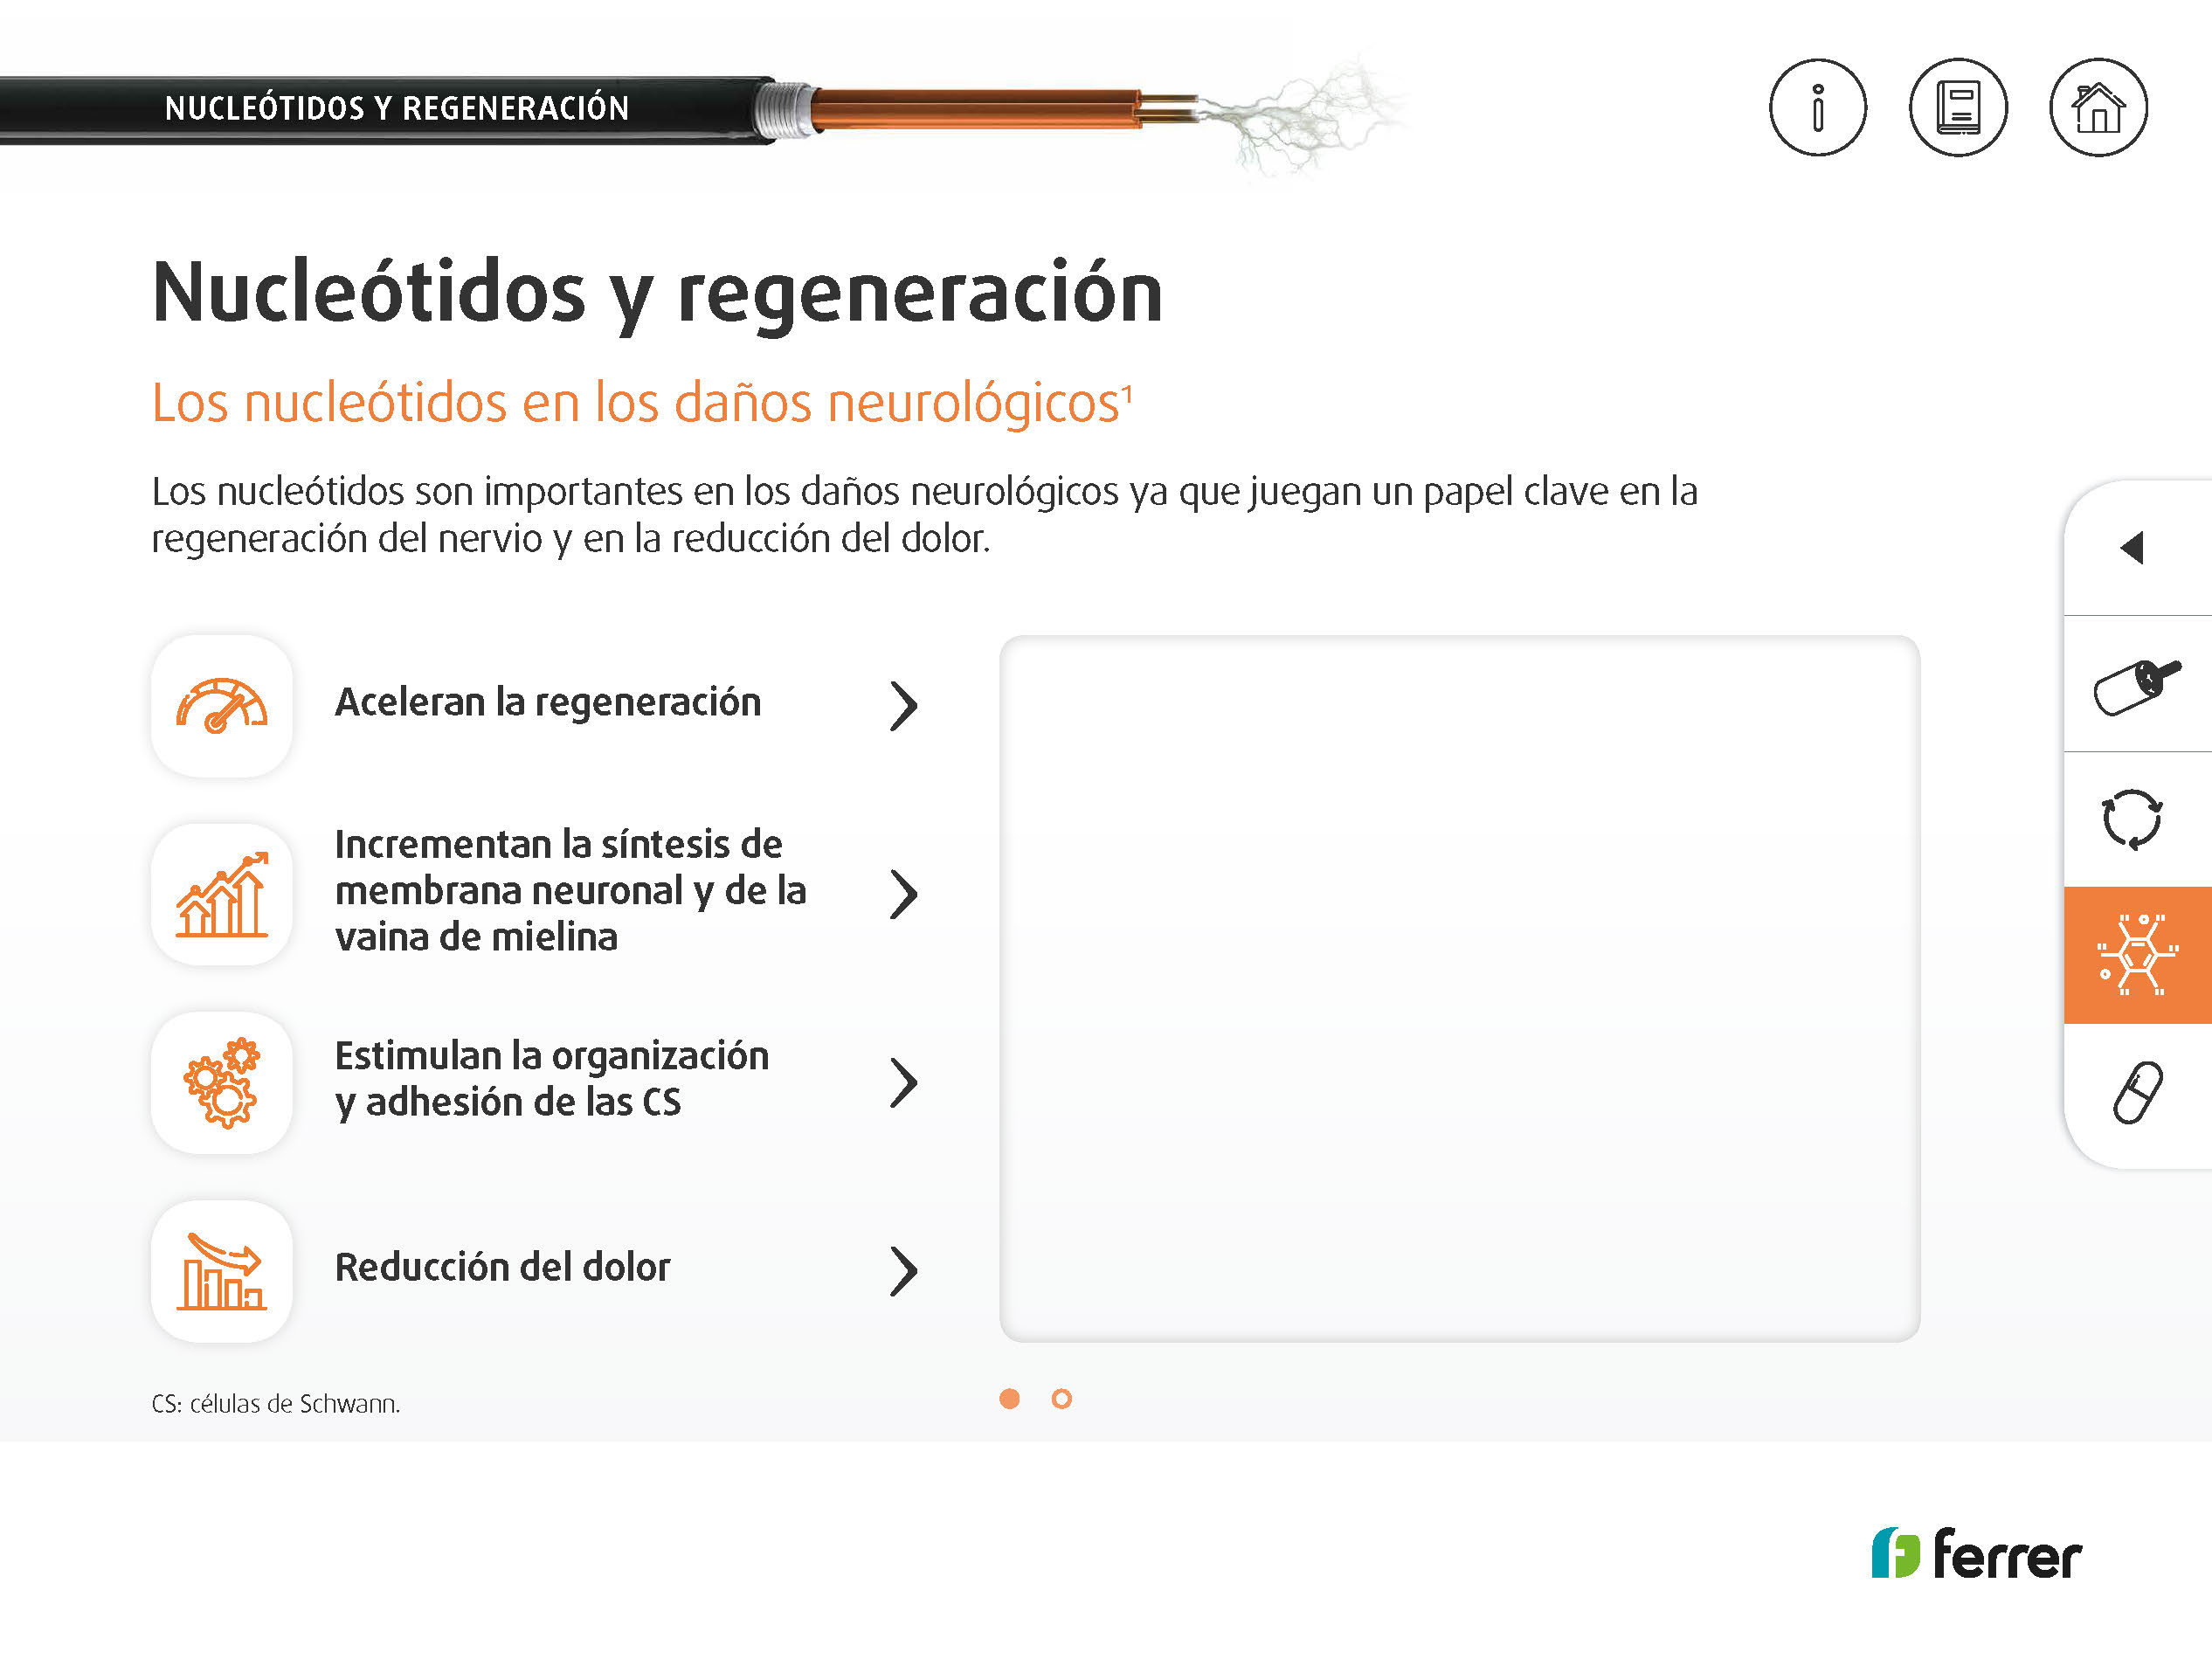 NUCLEÓTIDOS Y REGENERACIÓN
Nucleótidos y regeneración
Los nucleótidos en los daños neurológicos¹
Los nucleótidos son importantes en los daños neurológicos ya que juegan un papel clave en la
regeneración del nervio y en la reducción del dolor.
Aceleran la regeneración
Incrementan la síntesis de
membrana neuronal y de la
vaina de mielina
Estimulan la organización
y adhesión de las CS
Reducción del dolor
CS: células de Schwann.
ferrer